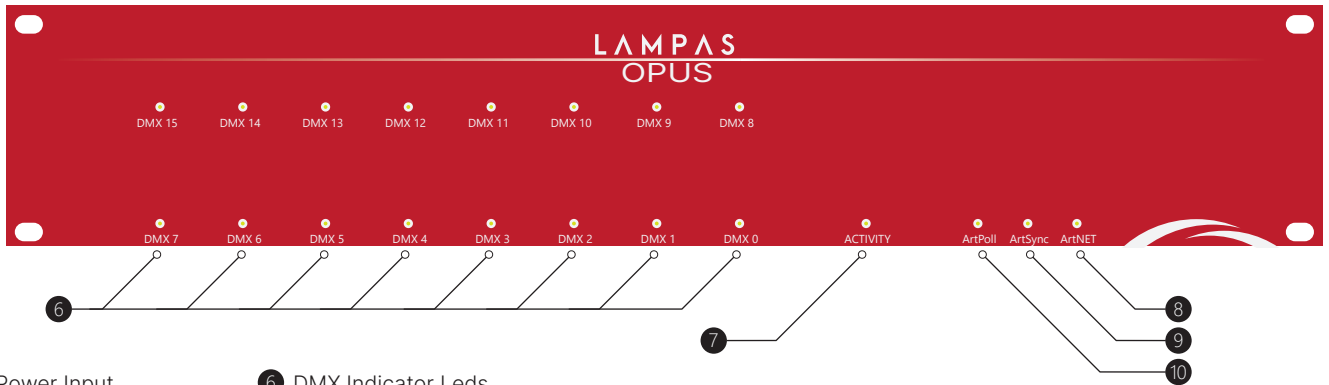 LAMPAS
OPUS
DMX 15 DMX 14 DMX 13 DMX 12 DMX 11 DMX 10 DMX 9 DMX 8
DMX 7 DMX 6 DMX 5 DMX 4 DMX 3 DMX 2 DMX 1 DMX 0 ACTIVITY ArtPoll ArtSync ArtNET
6 8
7 9
10
Power Input 6 DMX Indicator Leds